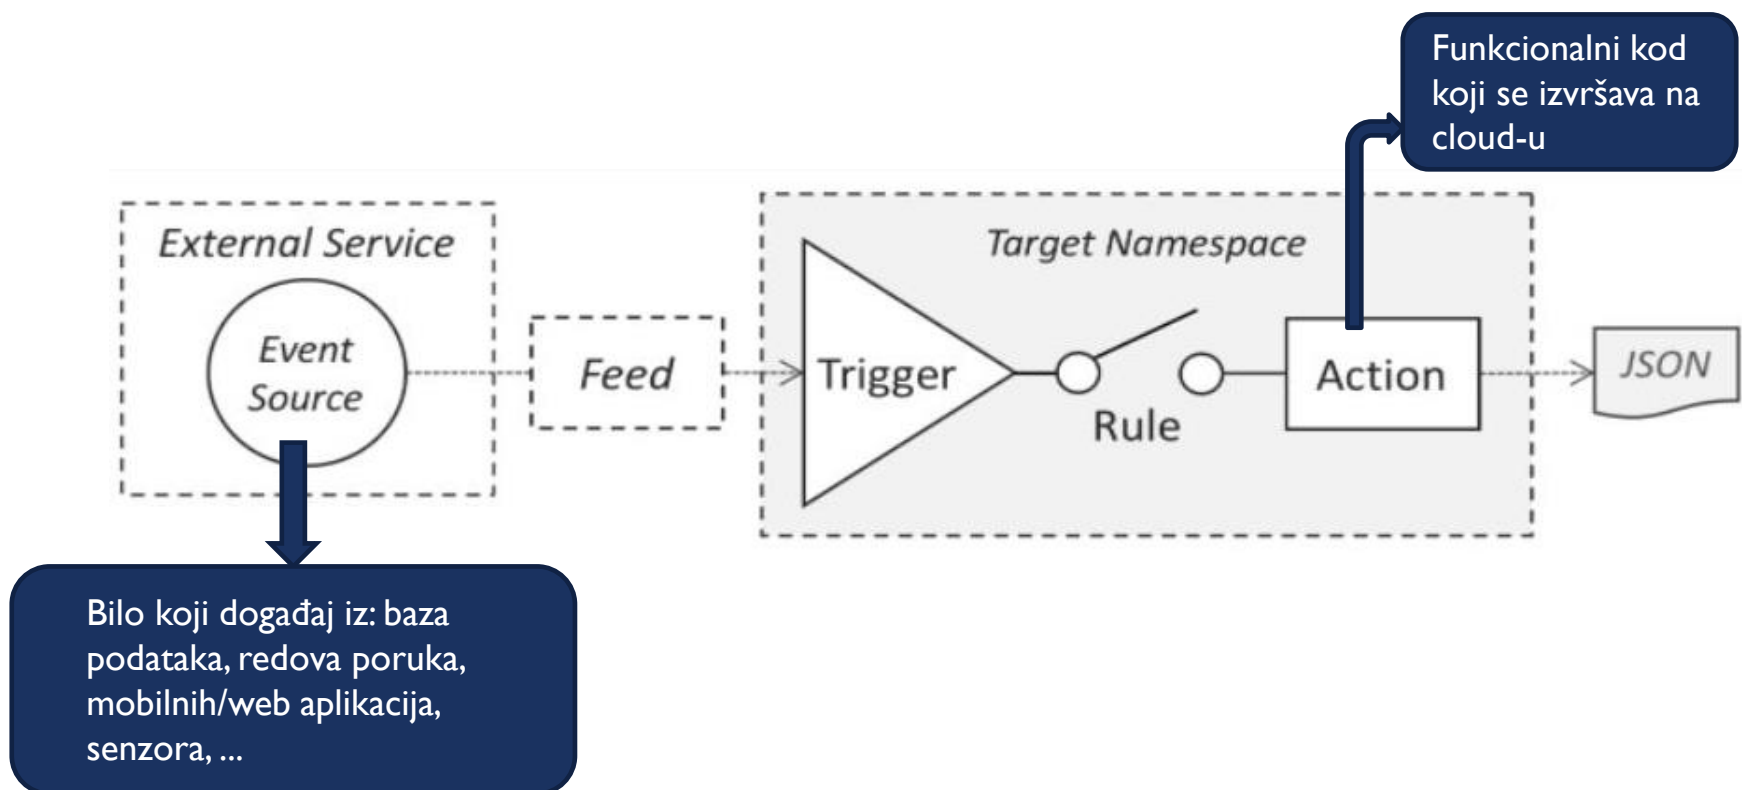 Funkcionalni kod
koji se izvršava na
cloud-u
External Service
Event
Source
Feed
Target Namespace
Trigger
Rule
Action
JSON
Bilo koji događaj iz: baza
podataka, redova poruka,
mobilnih/web aplikacija,
senzora, ...